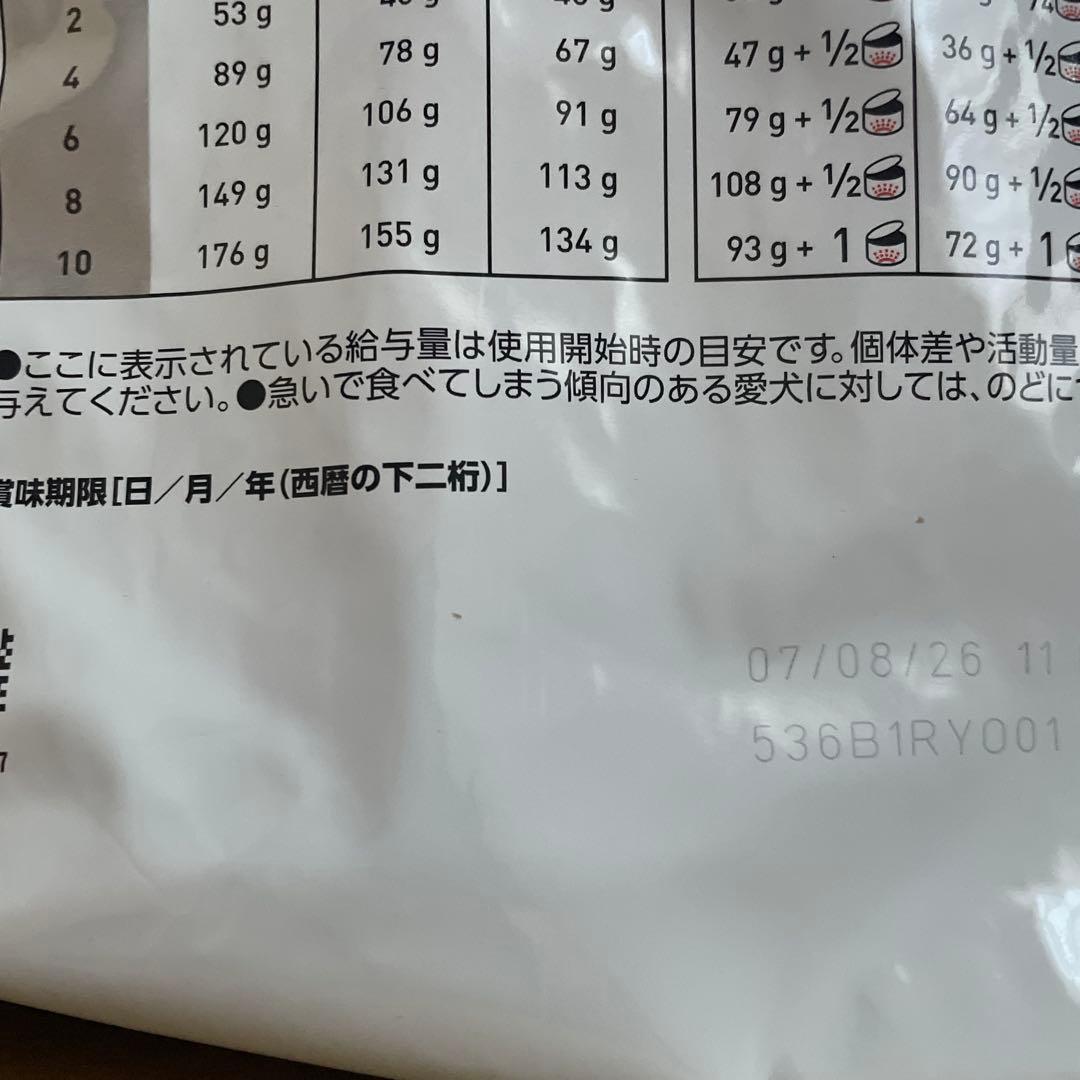 2 53 g
4 89 g 78 g 67 g 47 g + ½ 36 g + ½
6 120 g 106 g 91 g 79 g + ½ 64 g + ½
8 149 g 131 g 113 g 108 g + ½ 90 g + ½
10 176 g 155 g 134 g 93 g + 1 72 g + 1
●ここに表示されている給与量は使用開始時の目安です。個体差や活動量
与えてください。●急いで食べてしまう傾向のある愛犬に対しては、のどに
賞味期限[日/月/年(西暦の下二桁)]
07/08/26 11
536B1RY001
7